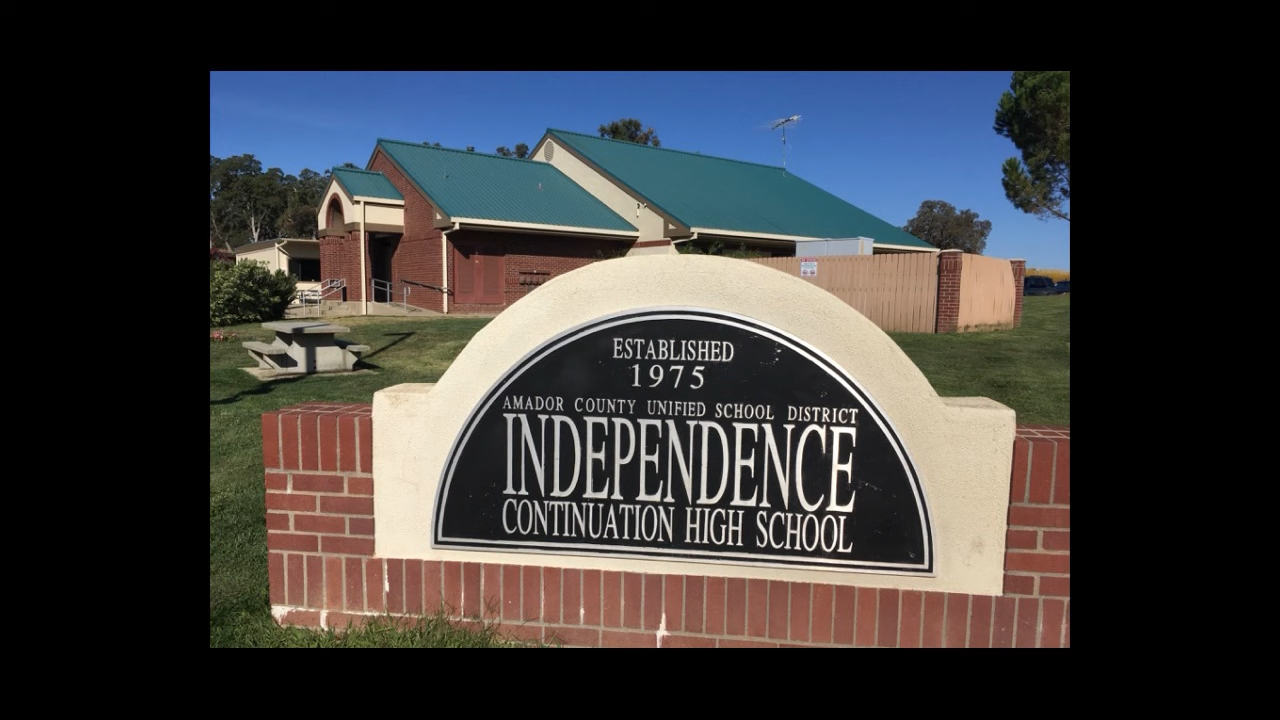 ESTABLISHED
1975
AMADOR COUNTY UNIFIED SCHOOL DISTRICT
INDEPENDENCE
CONTINUATION HIGH SCHOOL